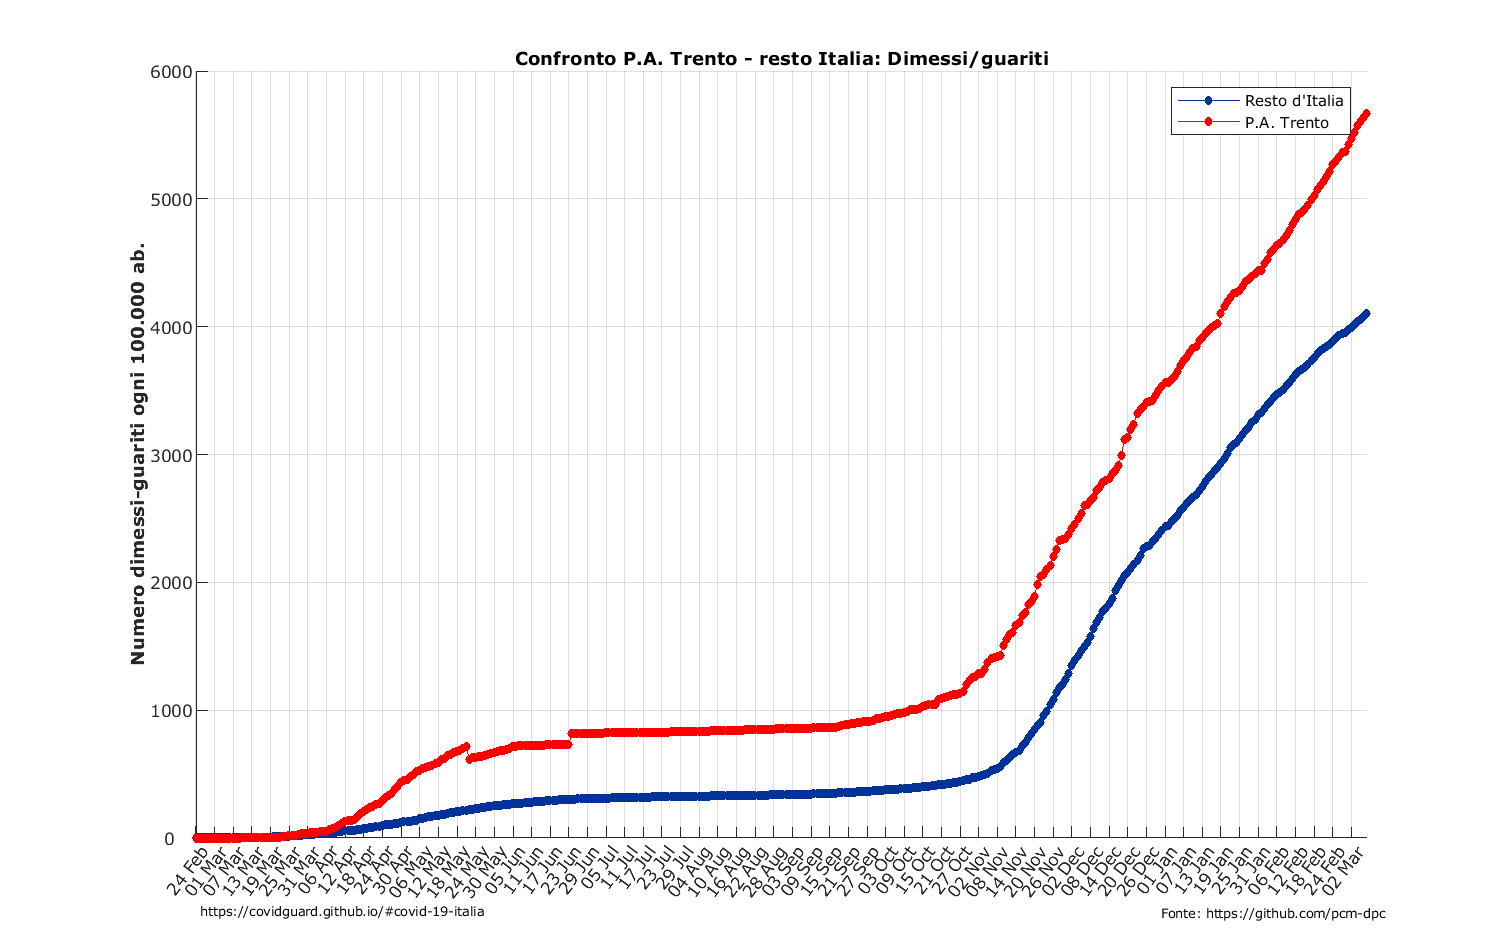 Confronto P.A. Trento - resto Italia: Dimessi/guariti
Resto d'Italia
P.A. Trento
Numero dimessi-guariti ogni 100.000 ab.
6000
5000
4000
3000
2000
1000
0
24 Feb
01 Mar
07 Mar
13 Mar
19 Mar
25 Mar
31 Mar
06 Apr
12 Apr
18 Apr
24 Apr
30 Apr
06 May
12 May
18 May
24 May
30 May
05 Jun
11 Jun
17 Jun
23 Jun
29 Jun
05 Jul
11 Jul
17 Jul
23 Jul
29 Jul
04 Aug
10 Aug
16 Aug
22 Aug
28 Aug
03 Sep
09 Sep
15 Sep
21 Sep
27 Sep
03 Oct
09 Oct
15 Oct
21 Oct
27 Oct
02 Nov
08 Nov
14 Nov
20 Nov
26 Nov
02 Dec
08 Dec
14 Dec
20 Dec
26 Dec
01 Jan
07 Jan
13 Jan
19 Jan
25 Jan
31 Jan
06 Feb
12 Feb
18 Feb
24 Feb
02 Mar
https://covidguard.github.io/#covid-19-italia
Fonte: https://github.com/pcm-dpc